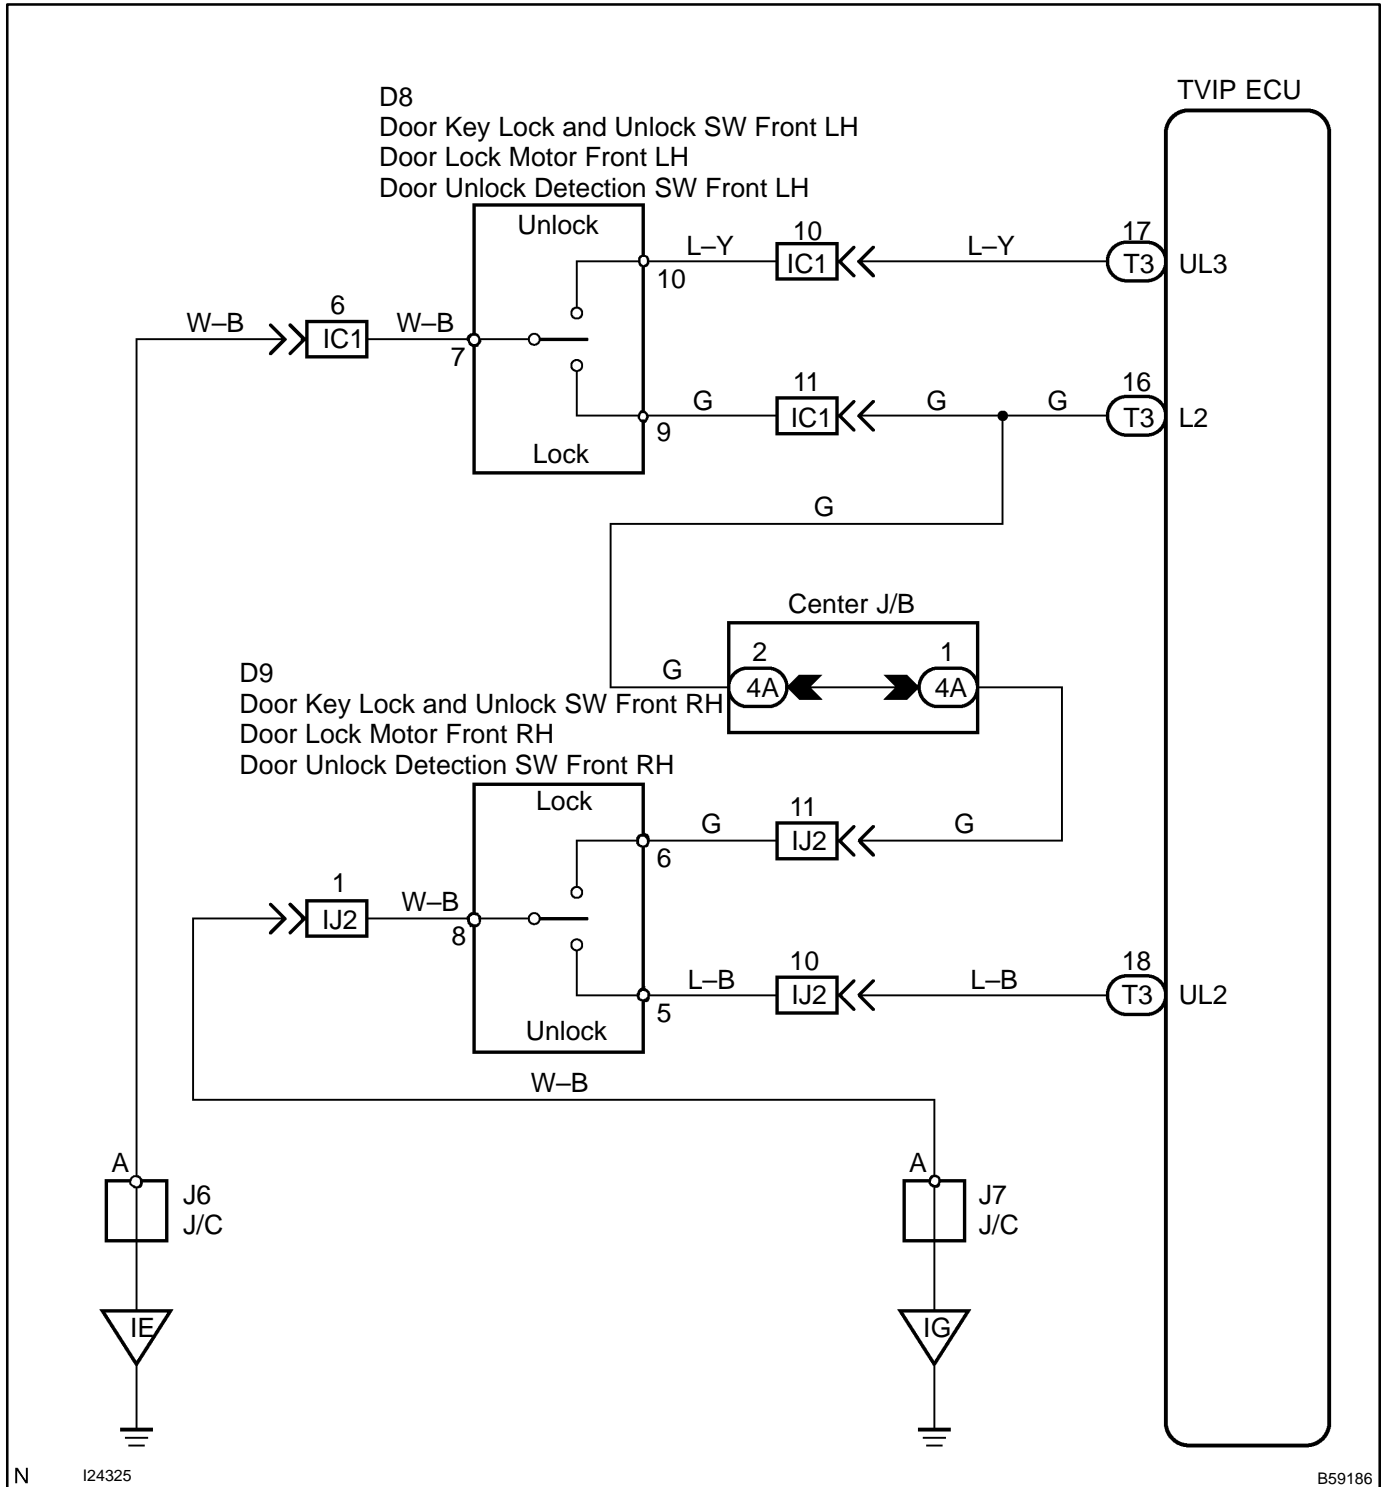 TVIP ECU
D8
Door Key Lock and Unlock SW Front LH
Door Lock Motor Front LH
Door Unlock Detection SW Front LH
Unlock
L–Y
10
IC1
L–Y
17
T3
UL3
10
6
W–B
IC1
W–B
7
G
11
IC1
G
G
16
T3
L2
9
Lock
G
Center J/B
D9
Door Key Lock and Unlock SW Front RH
Door Lock Motor Front RH
Door Unlock Detection SW Front RH
G
2
4A
1
4A
Lock
G
11
IJ2
G
6
1
IJ2
W–B
8
L–B
10
IJ2
L–B
18
T3
UL2
5
Unlock
W–B
A
J6
J/C
A
J7
J/C
IE
IG
N
I24325
B59186